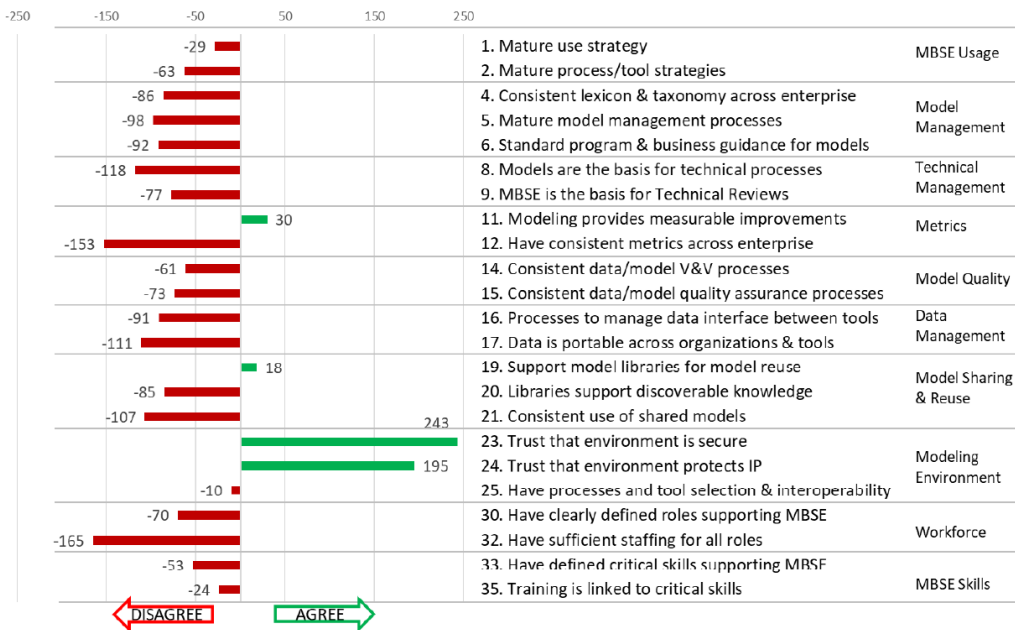 -250 -150 -50 50 150 250
-29 1. Mature use strategy
MBSE Usage
-63 2. Mature process/tool strategies
-86 4. Consistent lexicon & taxonomy across enterprise
Model
-98 5. Mature model management processes
Management
-92 6. Standard program & business guidance for models
-118 8. Models are the basis for technical processes
Technical
-77 9. MBSE is the basis for Technical Reviews
Management
30 11. Modeling provides measurable improvements
Metrics
-153 12. Have consistent metrics across enterprise
-61 14. Consistent data/model V&V processes
Model Quality
-73 15. Consistent data/model quality assurance processes
-91 16. Processes to manage data interface between tools
Data
-111 17. Data is portable across organizations & tools
Management
18 19. Support model libraries for model reuse
Model Sharing
-85 20. Libraries support discoverable knowledge
& Reuse
-107 21. Consistent use of shared models
243 23. Trust that environment is secure
Modeling
195 24. Trust that environment protects IP
Environment
-10 25. Have processes and tool selection & interoperability
-70 30. Have clearly defined roles supporting MBSE
Workforce
-165 32. Have sufficient staffing for all roles
-53 33. Have defined critical skills supporting MBSE
MBSE Skills
-24 35. Training is linked to critical skills
DISAGREE AGREE